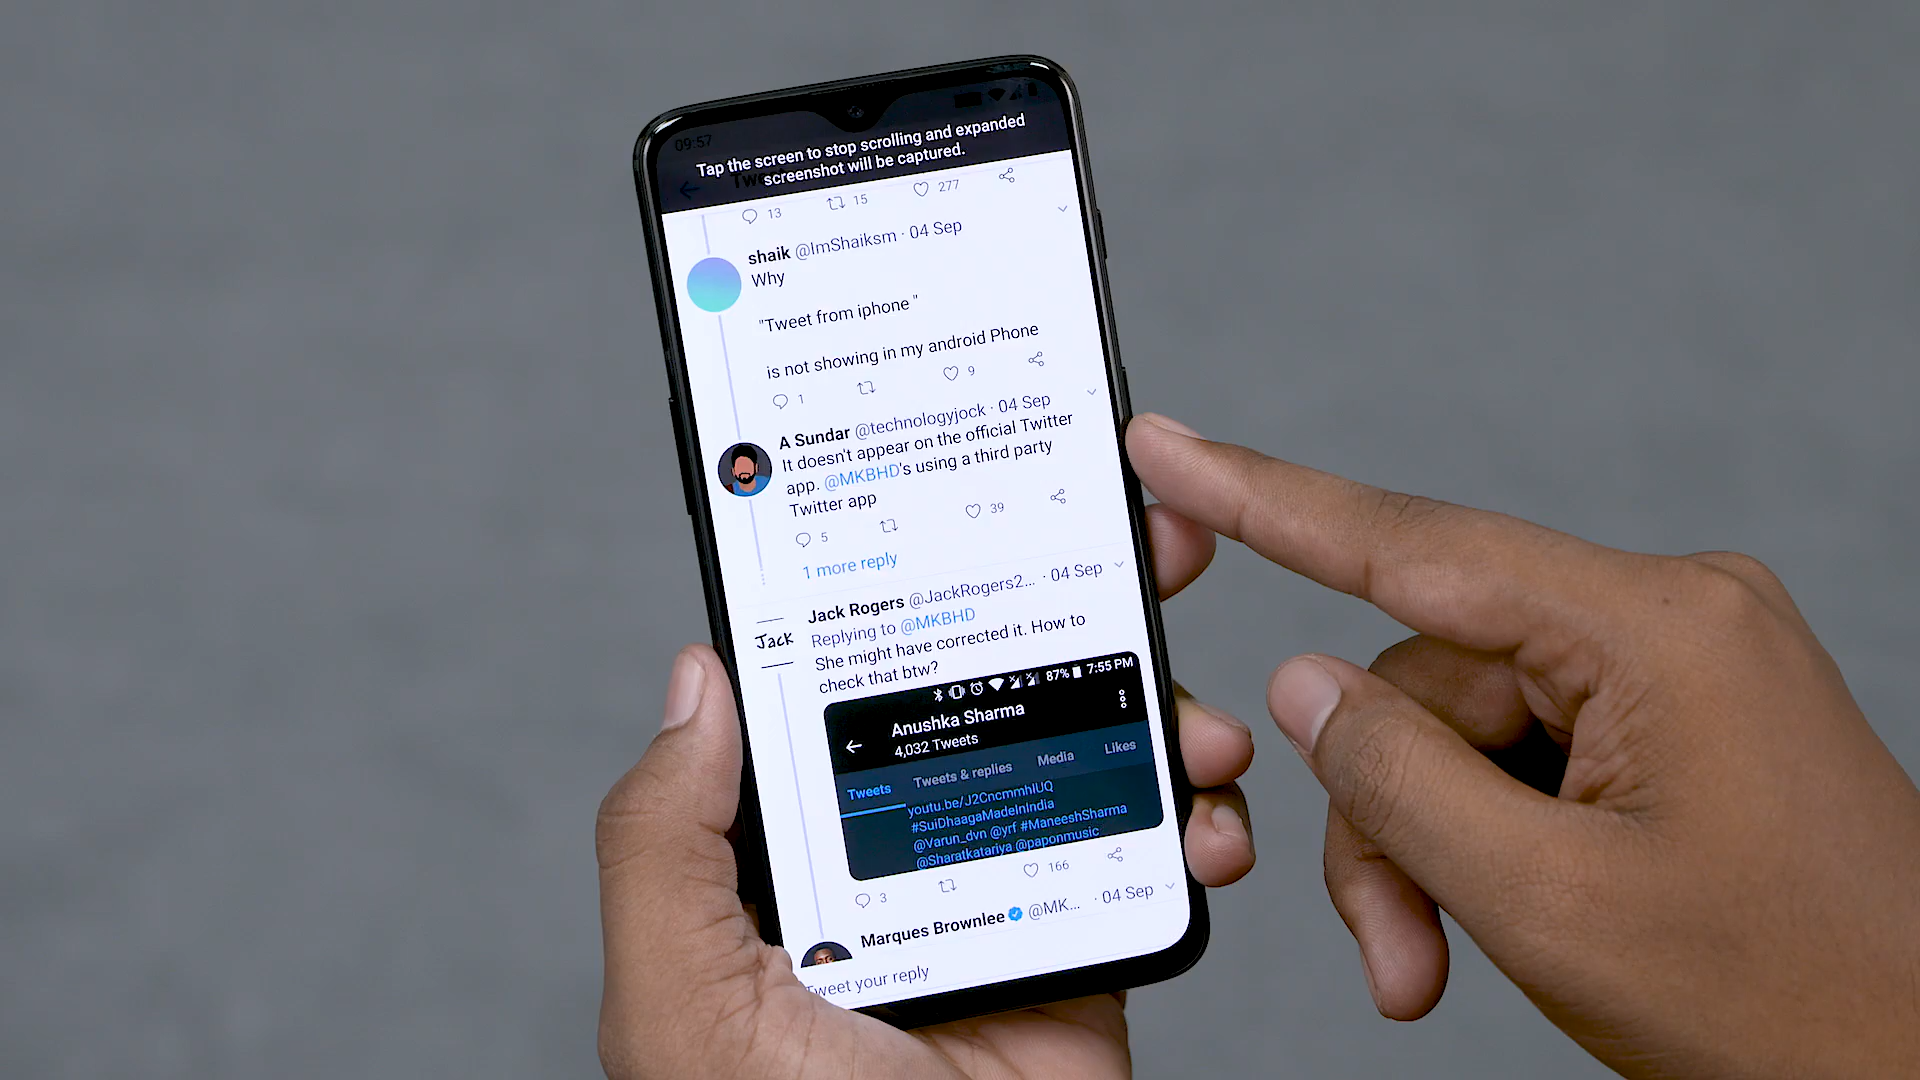 09:57
Tap the screen to stop scrolling and expanded
screenshot will be captured.
13 15 277
shaik @ImShaiksm · 04 Sep
Why
"Tweet from iphone "
is not showing in my android Phone
1 9
A Sundar @technologyjock · 04 Sep
It doesn't appear on the official Twitter
app. @MKBHD's using a third party
Twitter app
5 39
1 more reply
Jack Rogers @JackRogers2... · 04 Sep
Jack
Replying to @MKBHD
She might have corrected it. How to
check that btw?
87% 7:55 PM
Anushka Sharma
4,032 Tweets
Tweets Tweets & replies Media Likes
youtu.be/J2CncmmhIUQ
#SuiDhaagaMadeInIndia
@Varun_dvn @yrf #ManeeshSharma
@Sharatkatariya @paponmusic
3 166
Marques Brownlee @MK... · 04 Sep
Tweet your reply